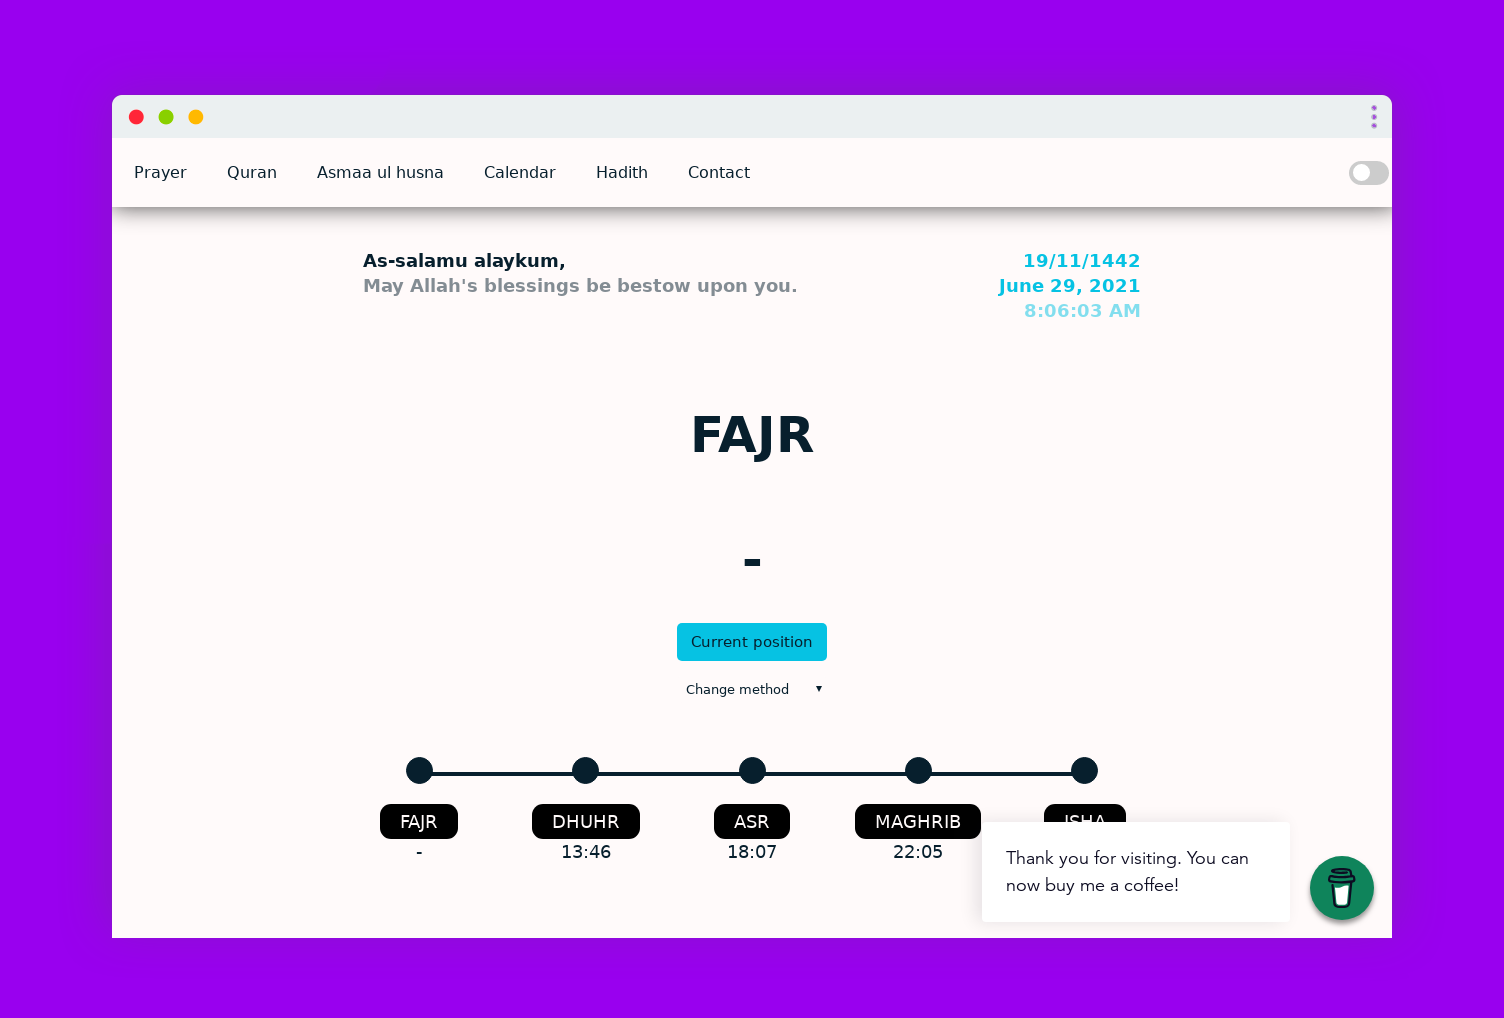 Prayer Quran Asmaa ul husna Calendar Hadith Contact
As-salamu alaykum,
May Allah's blessings be bestow upon you.
19/11/1442
June 29, 2021
8:06:03 AM
FAJR
-
Current position
Change method ▾
FAJR DHUHR ASR MAGHRIB ISHA
- 13:46 18:07 22:05
Thank you for visiting. You can
now buy me a coffee!